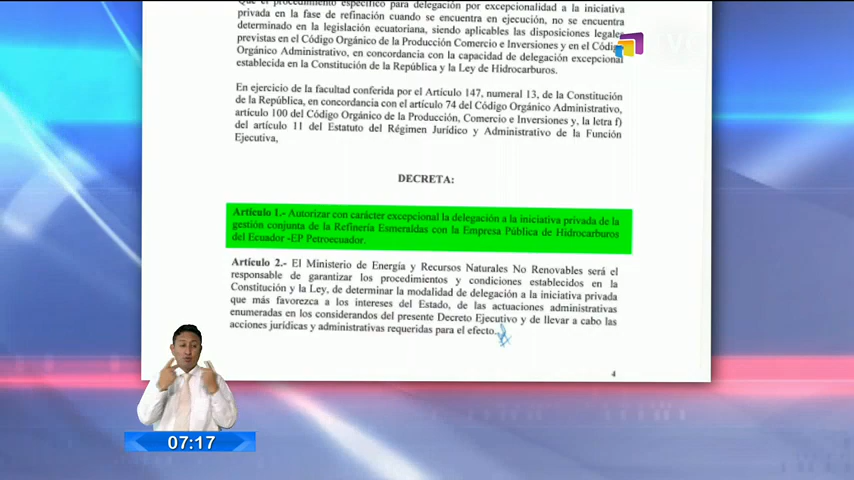 Que el procedimiento específico para delegación por excepcionalidad a la iniciativa
privada en la fase de refinación cuando se encuentra en ejecución, no se encuentra
determinado en la legislación ecuatoriana, siendo aplicables las disposiciones legales
previstas en el Código Orgánico de la Producción Comercio e Inversiones y en el Código
Orgánico Administrativo, en concordancia con la capacidad de delegación excepcional
establecida en la Constitución de la República y la Ley de Hidrocarburos.
En ejercicio de la facultad conferida por el Artículo 147, numeral 13, de la Constitución
de la República, en concordancia con el artículo 74 del Código Orgánico Administrativo,
artículo 100 del Código Orgánico de la Producción, Comercio e Inversiones y, la letra f)
del artículo 11 del Estatuto del Régimen Jurídico y Administrativo de la Función
Ejecutiva,
DECRETA:
Artículo 1.- Autorizar con carácter excepcional la delegación a la iniciativa privada de la
gestión conjunta de la Refinería Esmeraldas con la Empresa Pública de Hidrocarburos
del Ecuador -EP Petroecuador.
Artículo 2.- El Ministerio de Energía y Recursos Naturales No Renovables será el
responsable de garantizar los procedimientos y condiciones establecidos en la
Constitución y la Ley, de determinar la modalidad de delegación a la iniciativa privada
que más favorezca a los intereses del Estado, de las actuaciones administrativas
enumeradas en los considerandos del presente Decreto Ejecutivo y de llevar a cabo las
acciones jurídicas y administrativas requeridas para el efecto.
4
07:17